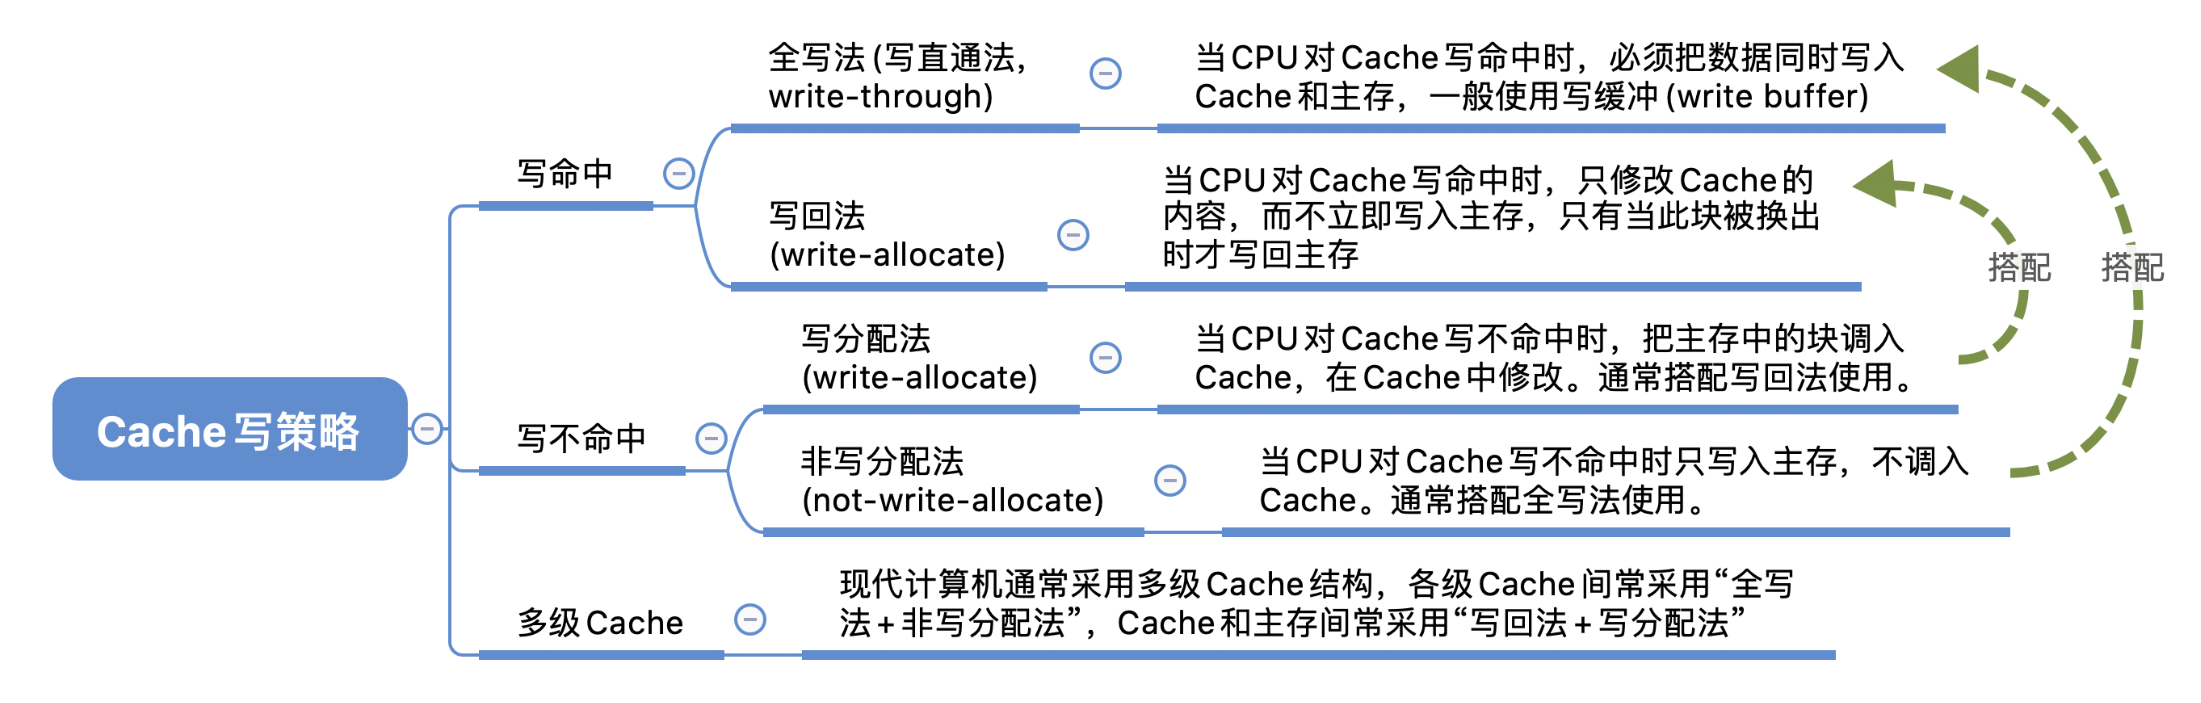 全写法 (写直通法,
write-through)
当CPU对Cache写命中时，必须把数据同时写入
Cache和主存，一般使用写缓冲 (write buffer)
写命中
写回法
(write-allocate)
当CPU对Cache写命中时，只修改Cache的
内容，而不立即写入主存，只有当此块被换出
时才写回主存
搭配
搭配
写分配法
(write-allocate)
当CPU对Cache写不命中时，把主存中的块调入
Cache，在Cache中修改。通常搭配写回法使用。
Cache写策略
写不命中
非写分配法
(not-write-allocate)
当CPU对Cache写不命中时只写入主存，不调入
Cache。通常搭配全写法使用。
多级Cache
现代计算机通常采用多级Cache结构，各级Cache间常采用“全写
法+非写分配法”，Cache和主存间常采用“写回法+写分配法”